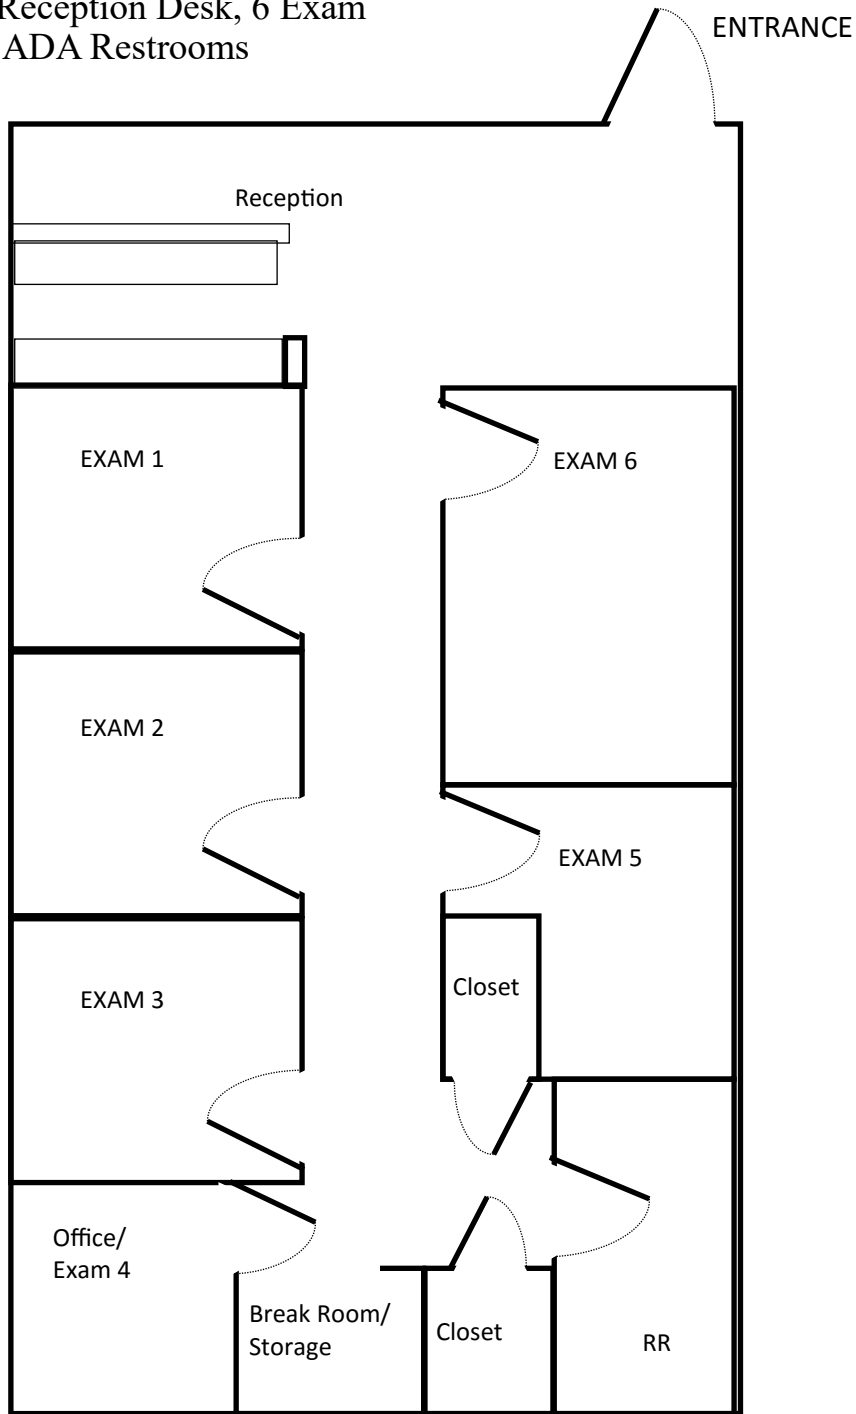 Reception Desk, 6 Exam
ADA Restrooms
ENTRANCE
Reception
EXAM 1
EXAM 6
EXAM 2
EXAM 5
Closet
EXAM 3
Office/
Exam 4
Break Room/
Storage
Closet
RR